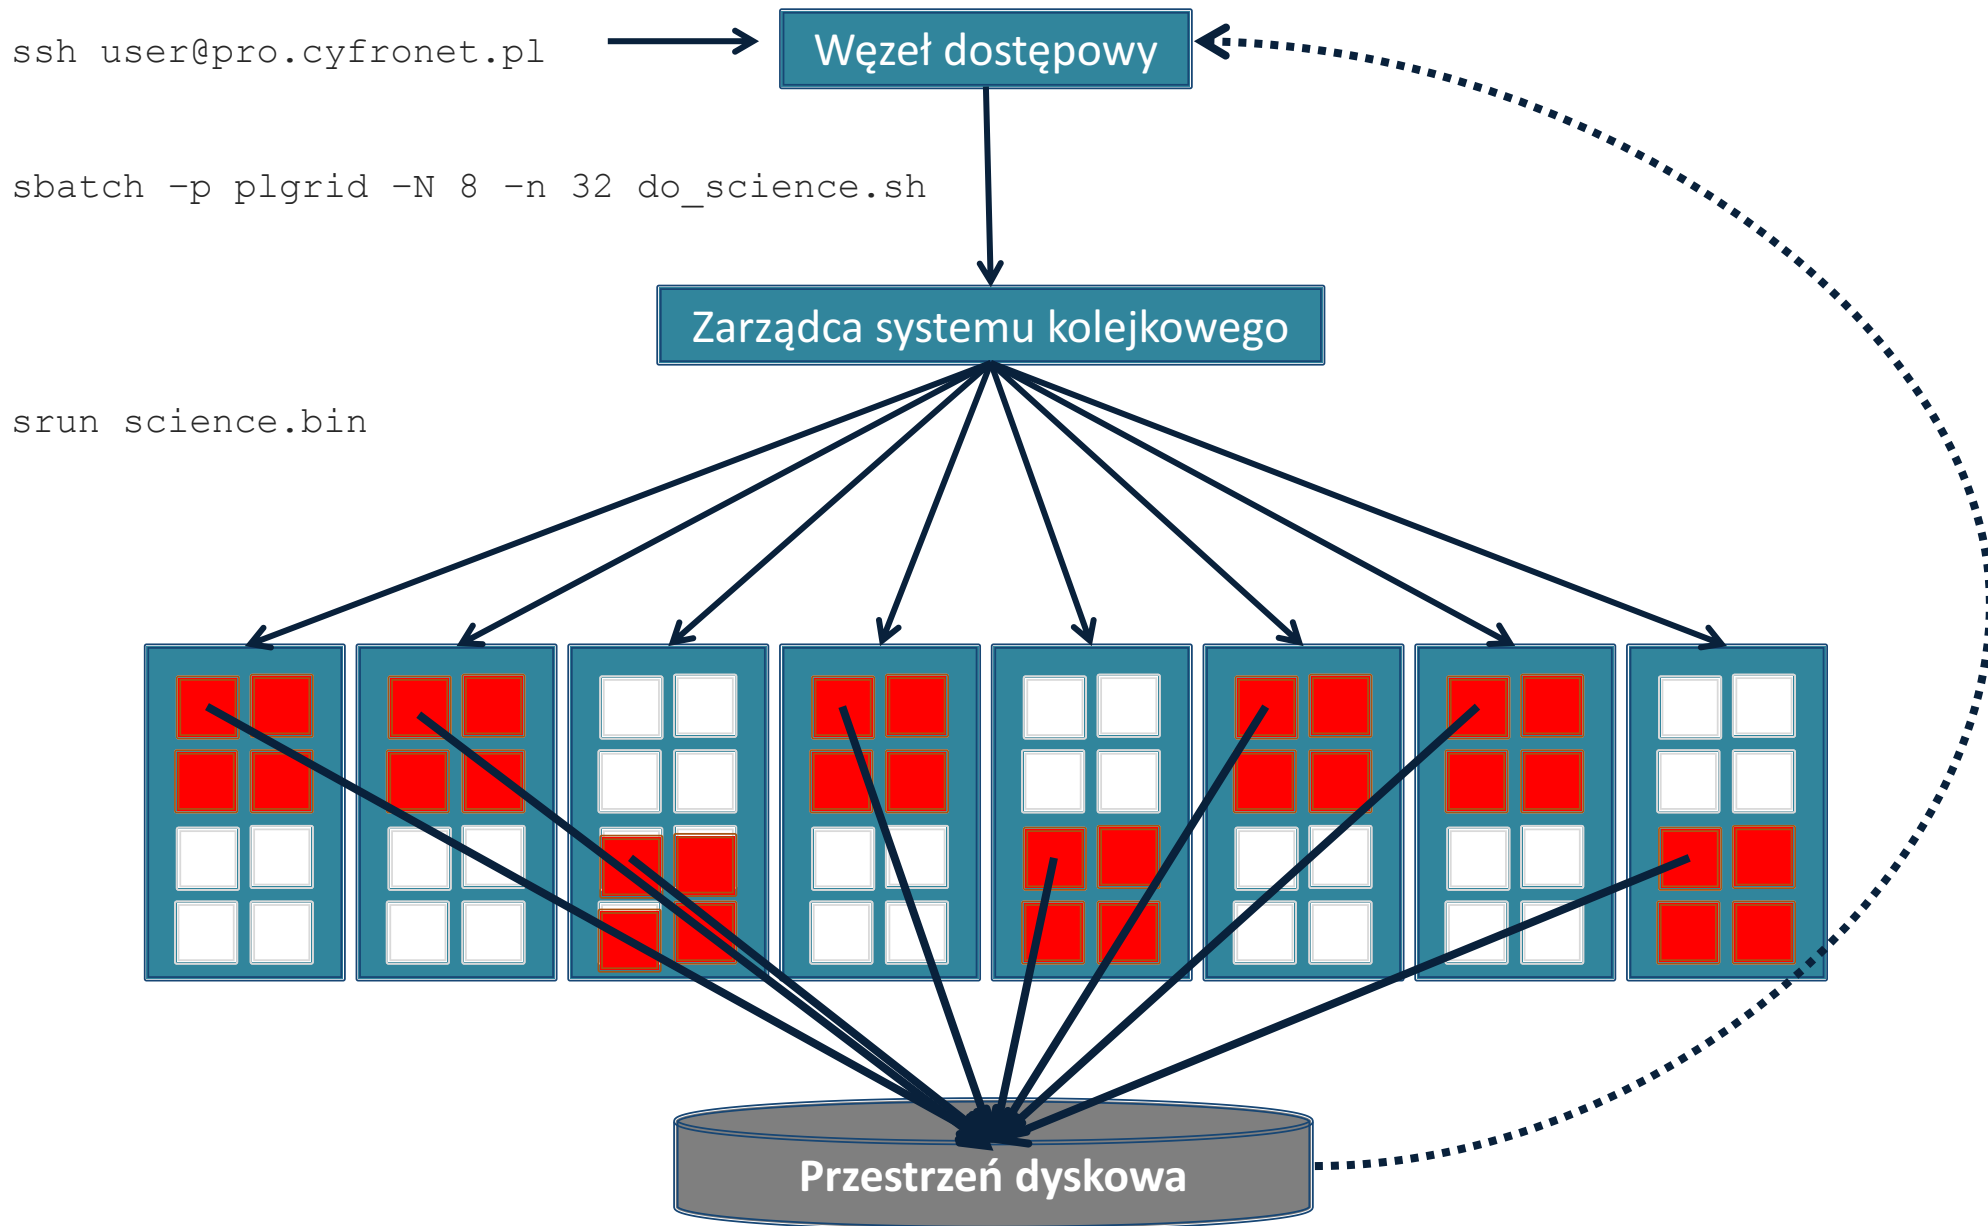 ssh user@pro.cyfronet.pl
Węzeł dostępowy
sbatch –p plgrid –N 8 –n 32 do_science.sh
Zarządca systemu kolejkowego
srun science.bin
Przestrzeń dyskowa